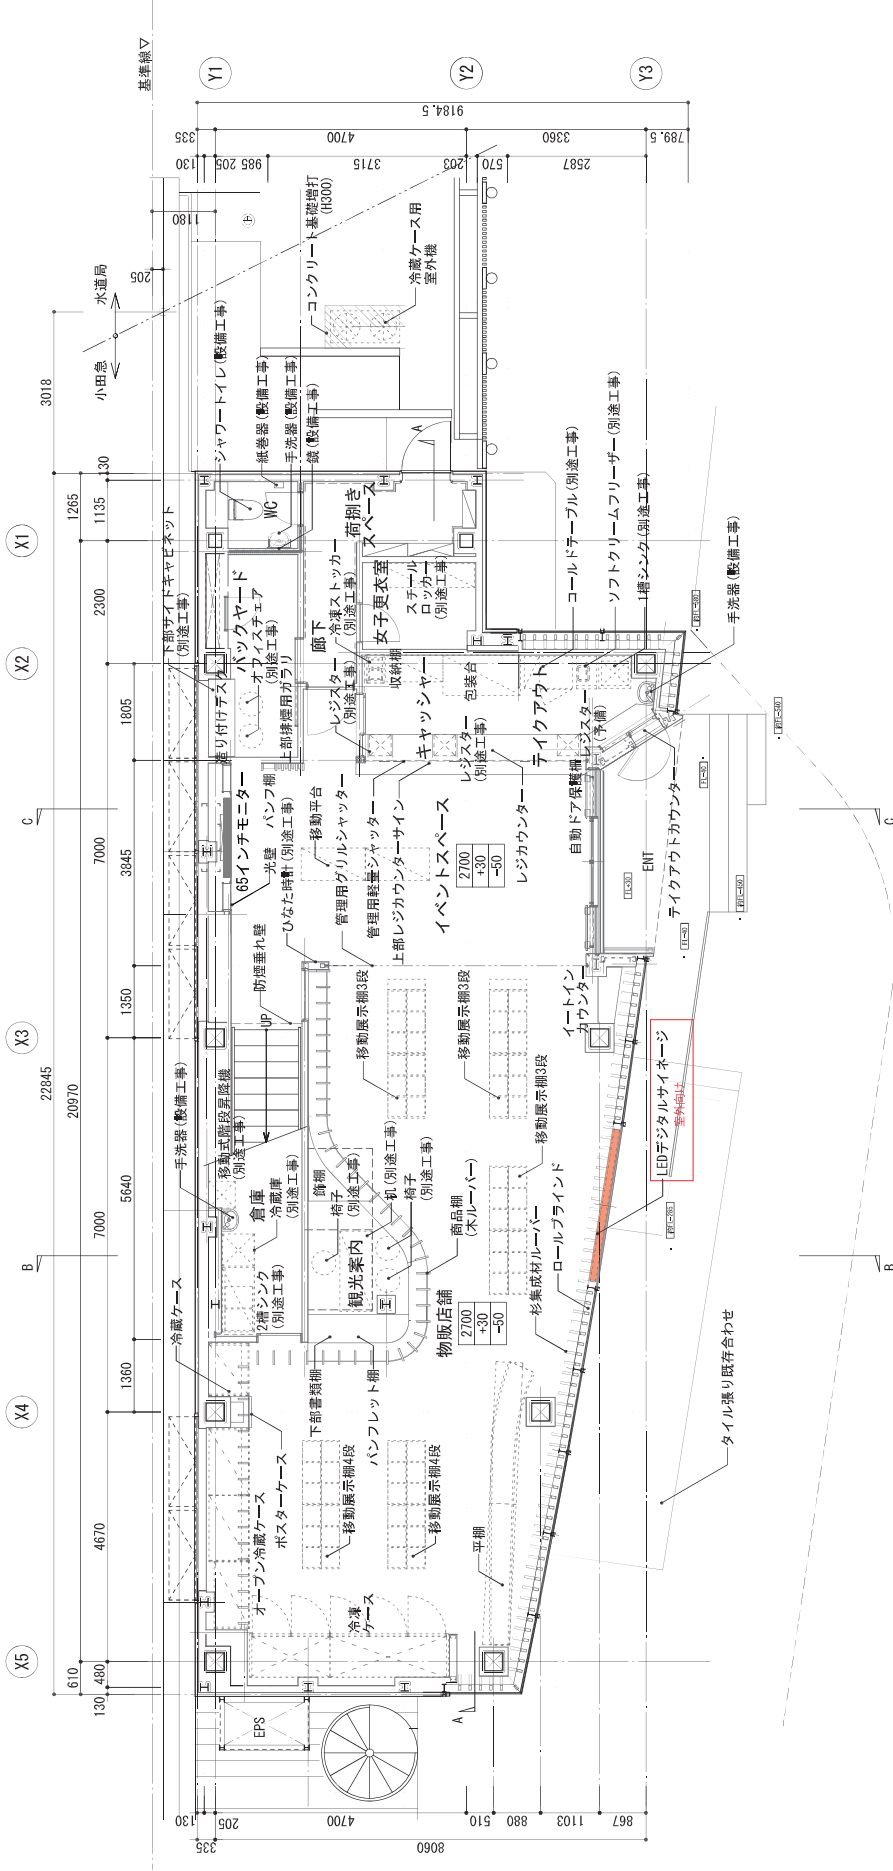 基準線▽
Y1
Y2
Y3
9184.5
335
4700
3360
789.5
130
205
985
3715
203
570
2587
1180
205
水道局
小田急
3018
コンクリート基礎増打
(H300)
冷蔵ケース用
室外機
シャワートイレ(設備工事)
紙巻器(設備工事)
手洗器(設備工事)
鏡(設備工事)
A
130
1265
1135
X1
WC
荷捌き
スペース
下部サイドキャビネット
(別途工事)
2300
バックヤード
オフィスチェア
(別途工事)
造り付けデスク
上部排煙用ガラリ
廊下
冷凍ストッカー
(別途工事)
女子更衣室
スチール
ロッカー
(別途工事)
コールドテーブル(別途工事)
ソフトクリームフリーザー(別途工事)
1槽シンク(別途工事)
手洗器(設備工事)
X2
1805
レジスター
(別途工事)
収納棚
キャッシャー
包装台
レジスター
(別途工事)
テイクアウト
レジスター
(予備)
C
7000
3845
65インチモニター
光壁
パンフ棚
ひなた時計(別途工事)
移動平台
管理用グリルシャッター
管理用軽量シャッター
上部レジカウンターサイン
イベントスペース
2700
+30
-50
レジカウンター
自動ドア保護柵
ENT
FL+30
テイクアウトカウンター
FL-40
FL-40
C
1350
防煙垂れ壁
UP
移動展示棚3段
移動展示棚3段
イートイン
カウンター
X3
22845
20970
手洗器(設備工事)
移動式階段昇降機
(別途工事)
移動展示棚3段
LEDデジタルサイネージ
室外向け
5640
7000
倉庫
冷蔵庫
(別途工事)
飾棚
椅子
(別途工事)
机(別途工事)
椅子
(別途工事)
商品棚
(木ルーバー)
ロールブラインド
杉集成材ルーバー
B
B
2槽シンク
(別途工事)
観光案内
物販店舗
2700
+30
-50
冷蔵ケース
1360
下部書類棚
パンフレット棚
タイル張り既存合わせ
X4
4670
オープン冷蔵ケース
ポスターケース
移動展示棚4段
移動展示棚4段
平棚
冷凍
ケース
X5
610
480
130
EPS
A
130
205
4700
510
880
1103
867
335
8060